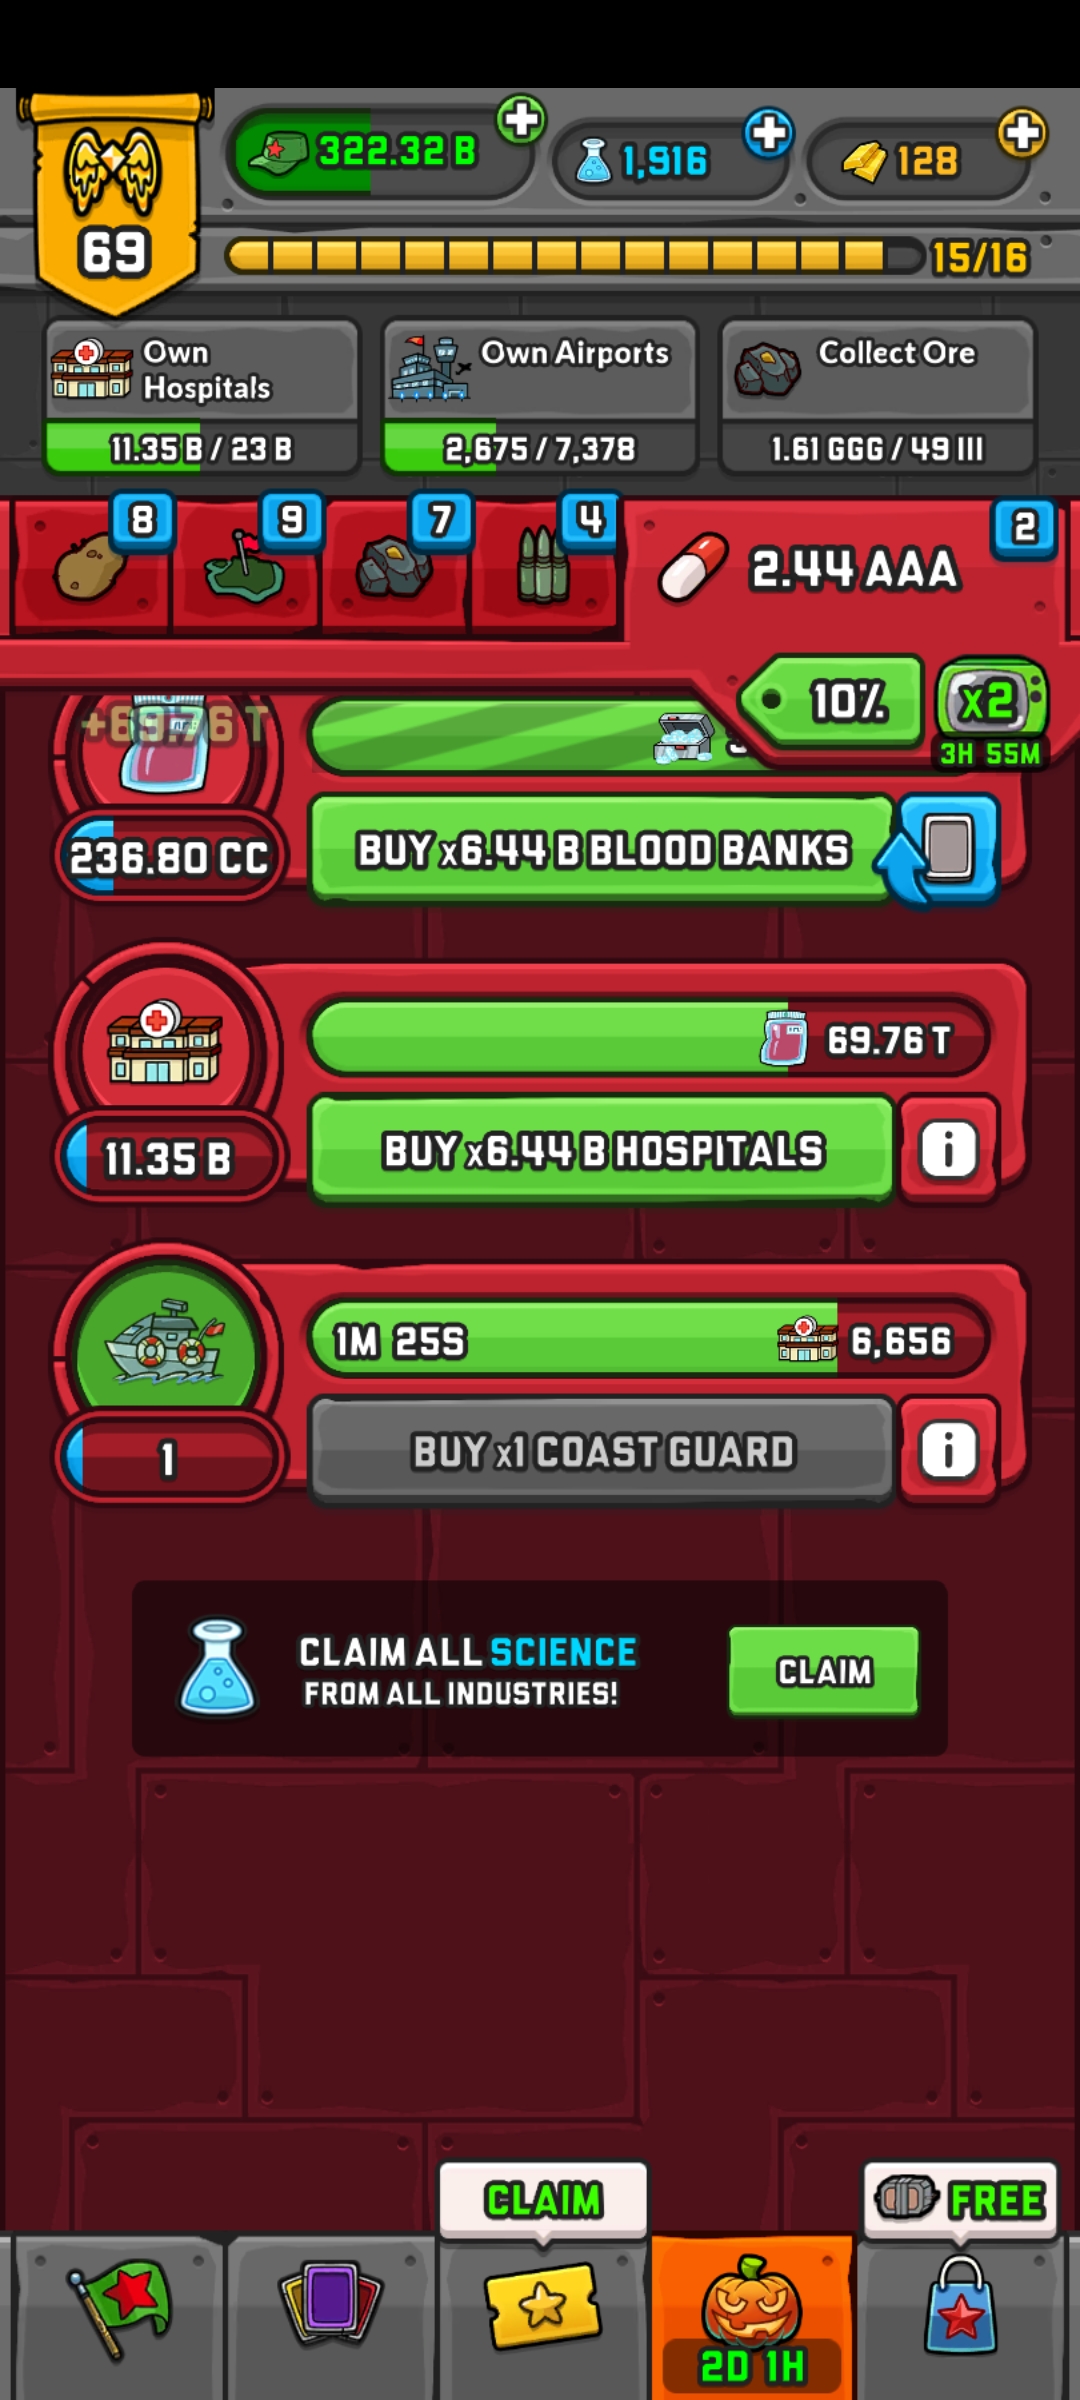 322.32 B
1,916
128
69
15/16
Own Hospitals
11.35 B / 23 B
Own Airports
2,675 / 7,378
Collect Ore
1.61 GGG / 49 III
8
9
7
4
2
2.44 AAA
10%
x2
3H 55M
+69.76 T
236.80 CC
BUY x6.44 B BLOOD BANKS
69.76 T
11.35 B
BUY x6.44 B HOSPITALS
i
1M 25S
6,656
1
BUY x1 COAST GUARD
i
CLAIM ALL SCIENCE
FROM ALL INDUSTRIES!
CLAIM
CLAIM
FREE
2D 1H